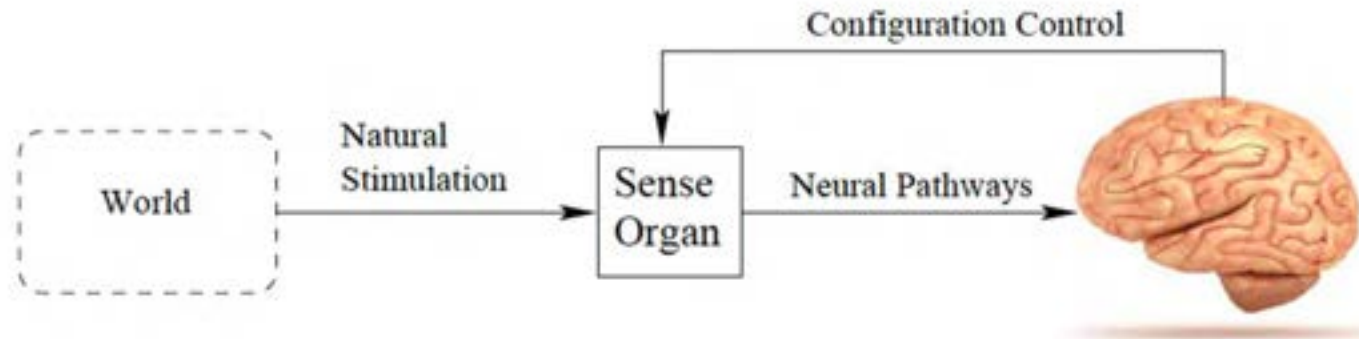 Configuration Control
Natural
Stimulation
World
Sense
Organ
Neural Pathways